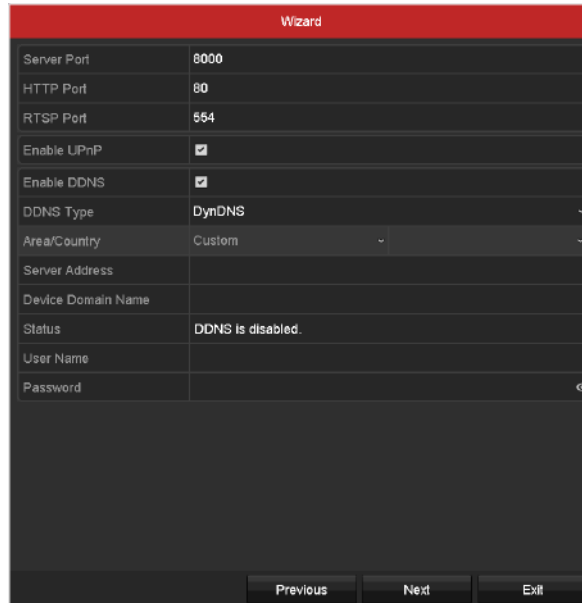 Wizard
Server Port 8000
HTTP Port 80
RTSP Port 554
Enable UPnP
Enable DDNS
DDNS Type DynDNS
Area/Country Custom
Server Address
Device Domain Name
Status DDNS is disabled.
User Name
Password
Previous Next Exit